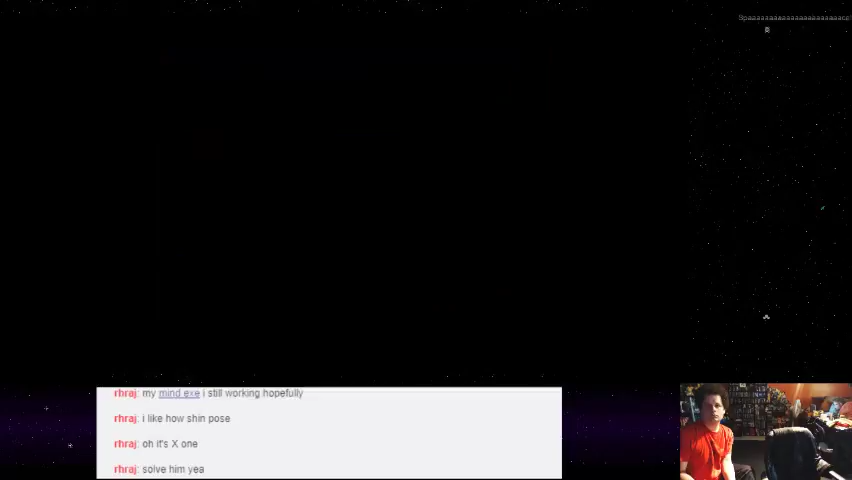 rhraj: my mind exe i still working hopefully
rhraj: i like how shin pose
rhraj: oh it's X one
rhraj: solve him yea